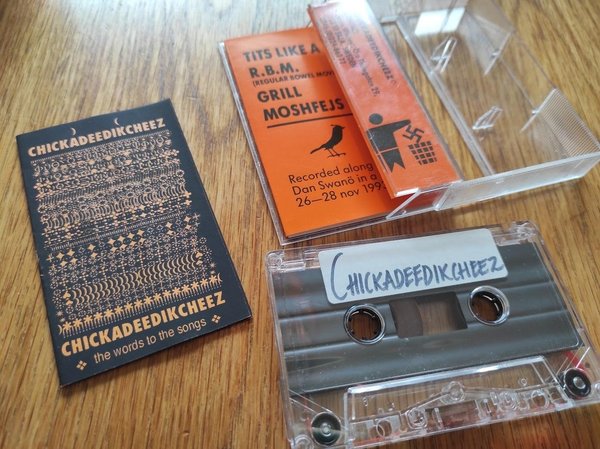 CHICKADEEDIKCHEEZ
CHICKADEEDIKCHEEZ
the words to the songs
TITS LIKE A
R.B.M.
(REGULAR BOWEL MOV
GRILL
MOSHFEJS
Recorded along
Dan Swanö in a
26—28 nov 199
CHICKADEEDIKCHEEZ